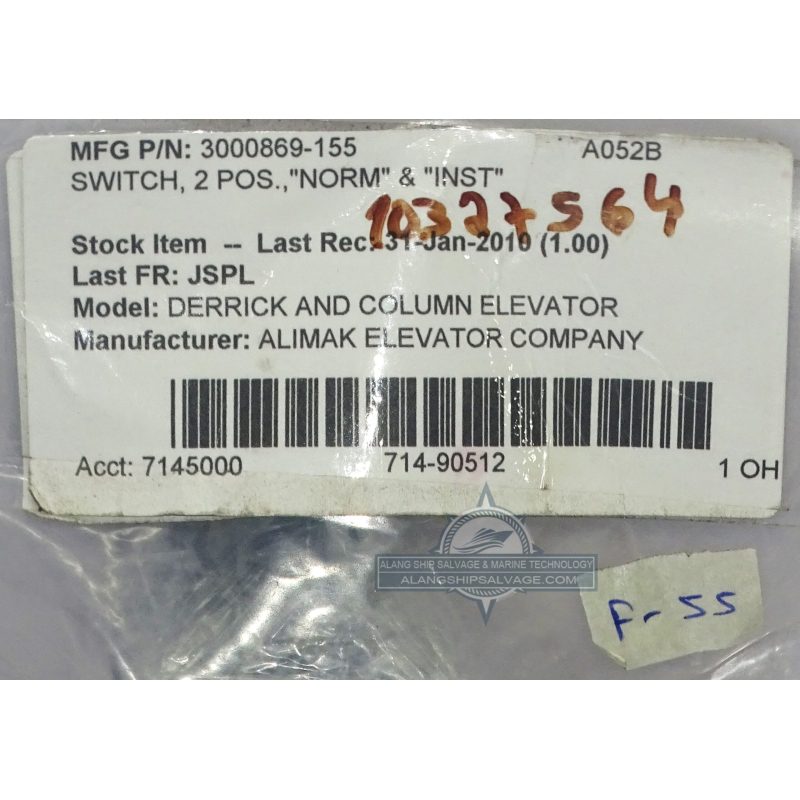 MFG P/N: 3000869-155 A052B
SWITCH, 2 POS.,"NORM" & "INST"
10327564
Stock Item -- Last Rec: 31-Jan-2010 (1.00)
Last FR: JSPL
Model: DERRICK AND COLUMN ELEVATOR
Manufacturer: ALIMAK ELEVATOR COMPANY
Acct: 7145000 714-90512 1 OH
ALANG SHIP SALVAGE & MARINE TECHNOLOGY
ALANGSHIPSALVAGE.COM
F-55